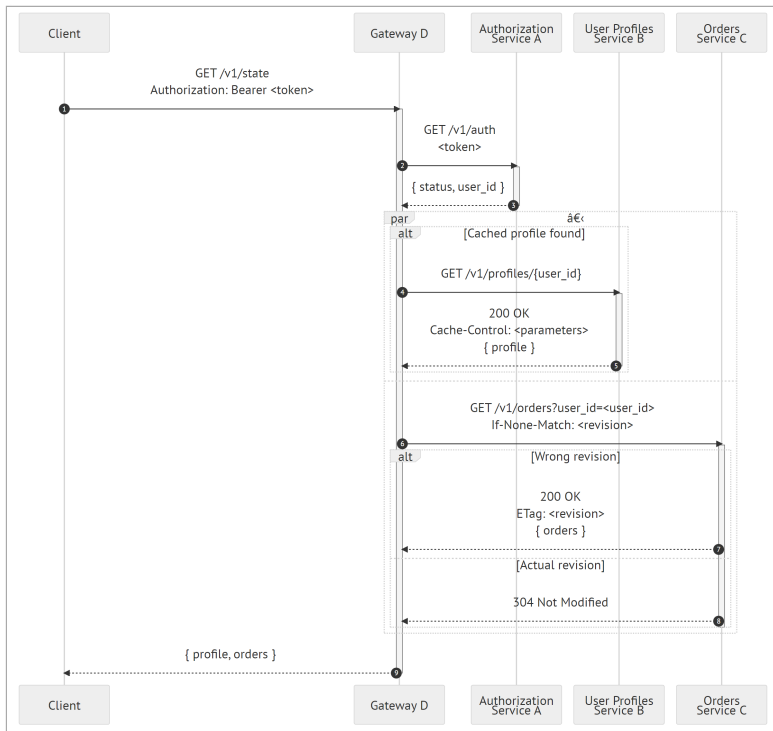 Client
Gateway D
Authorization
Service A
User Profiles
Service B
Orders
Service C
GET /v1/state
Authorization: Bearer <token>
1
GET /v1/auth
<token>
2
{ status, user_id }
3
par
​
alt
[Cached profile found]
GET /v1/profiles/{user_id}
4
200 OK
Cache-Control: <parameters>
{ profile }
5
GET /v1/orders?user_id=<user_id>
If-None-Match: <revision>
6
alt
[Wrong revision]
200 OK
ETag: <revision>
{ orders }
7
[Actual revision]
304 Not Modified
8
{ profile, orders }
9
Client
Gateway D
Authorization
Service A
User Profiles
Service B
Orders
Service C